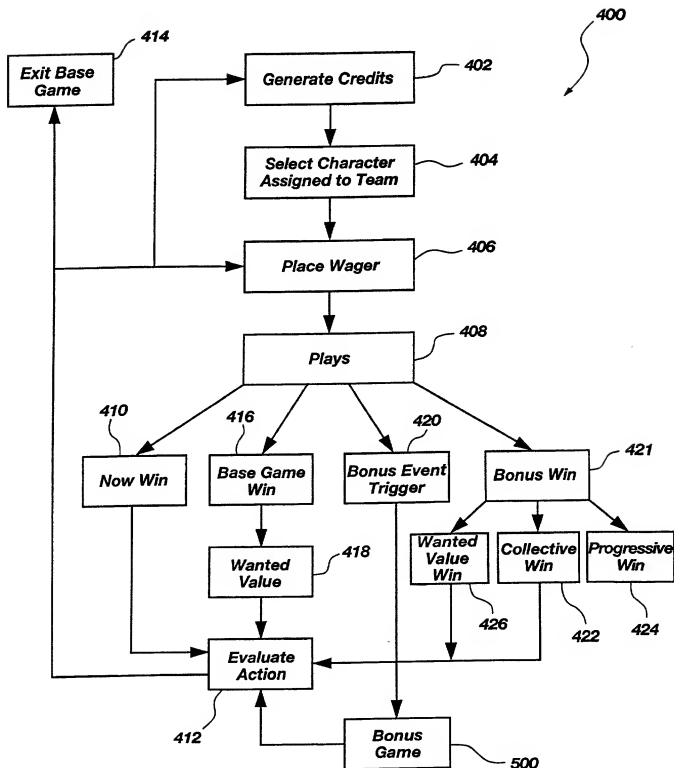 414
400
Exit Base
Game
Generate Credits
402
Select Character
Assigned to Team
404
Place Wager
406
Plays
408
410
416
420
421
Now Win
Base Game
Win
Bonus Event
Trigger
Bonus Win
Wanted
Value
418
Wanted
Value
Win
Collective
Win
Progressive
Win
426
422
424
Evaluate
Action
412
Bonus
Game
500